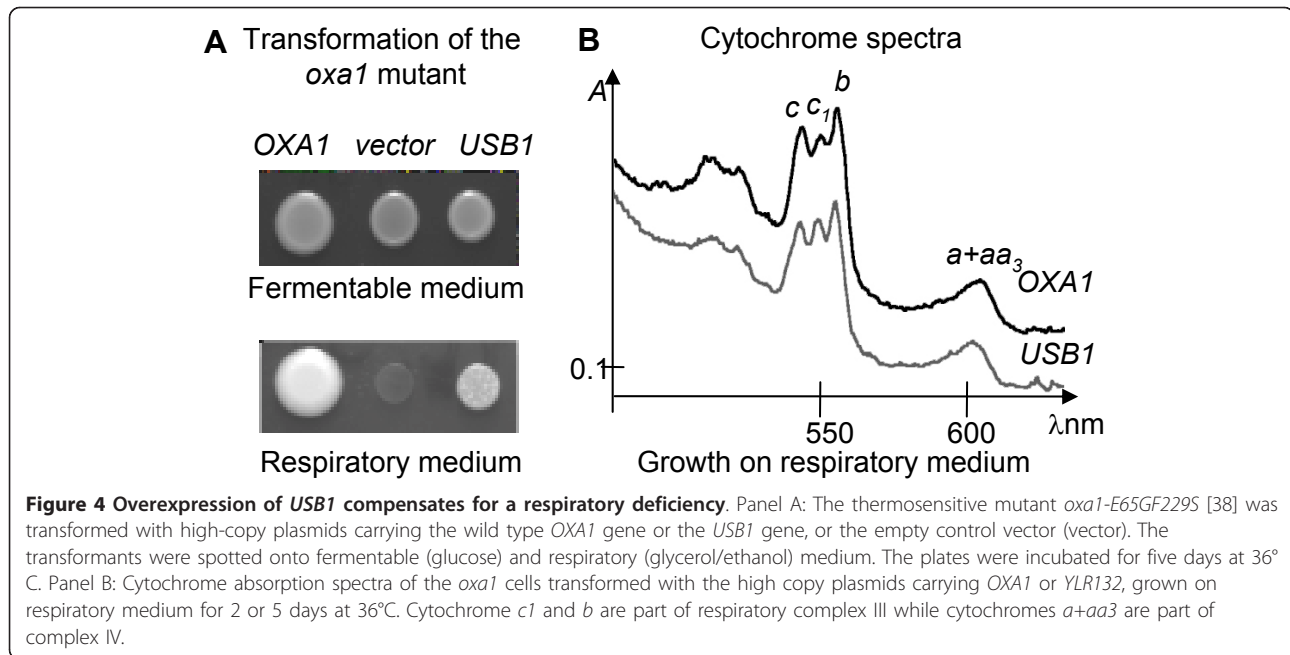 A Transformation of the
oxa1 mutant
OXA1 vector USB1
Fermentable medium
Respiratory medium
B Cytochrome spectra
A
c c1 b
a+aa3
OXA1
USB1
0.1
550 600 λnm
Growth on respiratory medium
Figure 4 Overexpression of USB1 compensates for a respiratory deficiency. Panel A: The thermosensitive mutant oxa1-E65GF229S [38] was
transformed with high-copy plasmids carrying the wild type OXA1 gene or the USB1 gene, or the empty control vector (vector). The
transformants were spotted onto fermentable (glucose) and respiratory (glycerol/ethanol) medium. The plates were incubated for five days at 36°
C. Panel B: Cytochrome absorption spectra of the oxa1 cells transformed with the high copy plasmids carrying OXA1 or YLR132, grown on
respiratory medium for 2 or 5 days at 36°C. Cytochrome c1 and b are part of respiratory complex III while cytochromes a+aa3 are part of
complex IV.